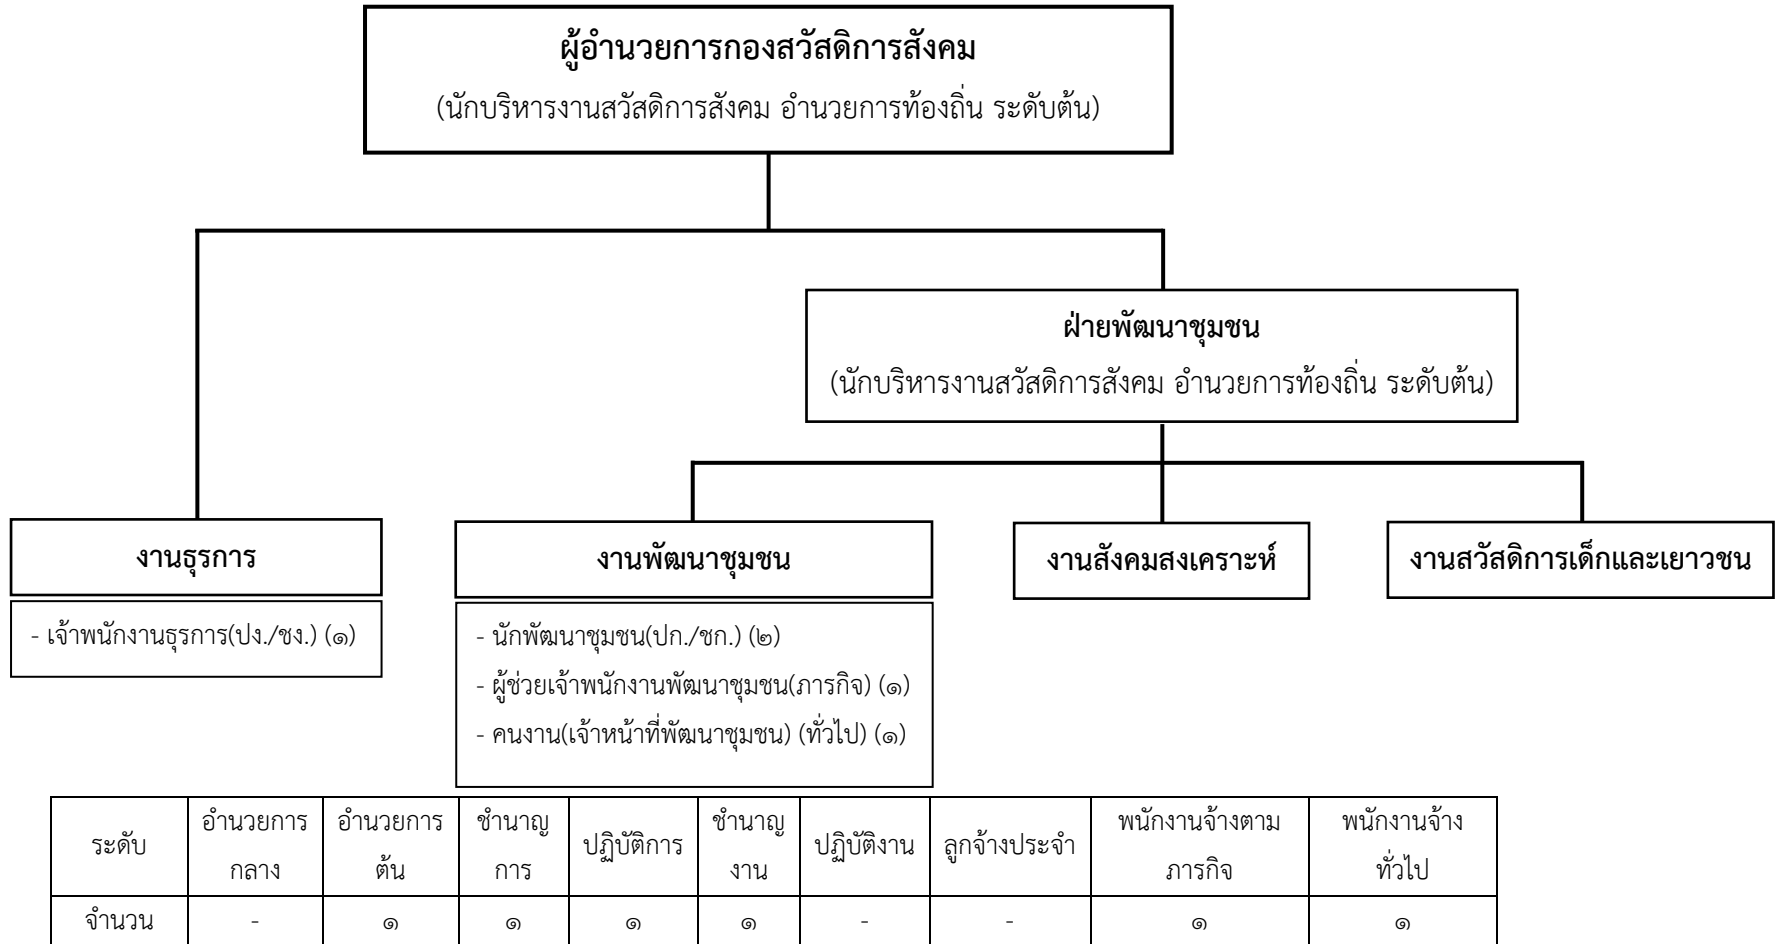 ผู้อำนวยการกองสวัสดิการสังคม
(นักบริหารงานสวัสดิการสังคม อำนวยการท้องถิ่น ระดับต้น)
ฝ่ายพัฒนาชุมชน
(นักบริหารงานสวัสดิการสังคม อำนวยการท้องถิ่น ระดับต้น)
งานธุรการ
- เจ้าพนักงานธุรการ(ปง./ชง.) (๑)
งานพัฒนาชุมชน
- นักพัฒนาชุมชน(ปก./ชก.) (๒)
- ผู้ช่วยเจ้าพนักงานพัฒนาชุมชน(ภารกิจ) (๑)
- คนงาน(เจ้าหน้าที่พัฒนาชุมชน) (ทั่วไป) (๑)
งานสังคมสงเคราะห์
งานสวัสดิการเด็กและเยาวชน
ระดับ อำนวยการกลาง อำนวยการต้น ชำนาญการ ปฏิบัติการ ชำนาญงาน ปฏิบัติงาน ลูกจ้างประจำ พนักงานจ้างตามภารกิจ พนักงานจ้างทั่วไป
จำนวน - ๑ ๑ ๑ ๑ - - ๑ ๑